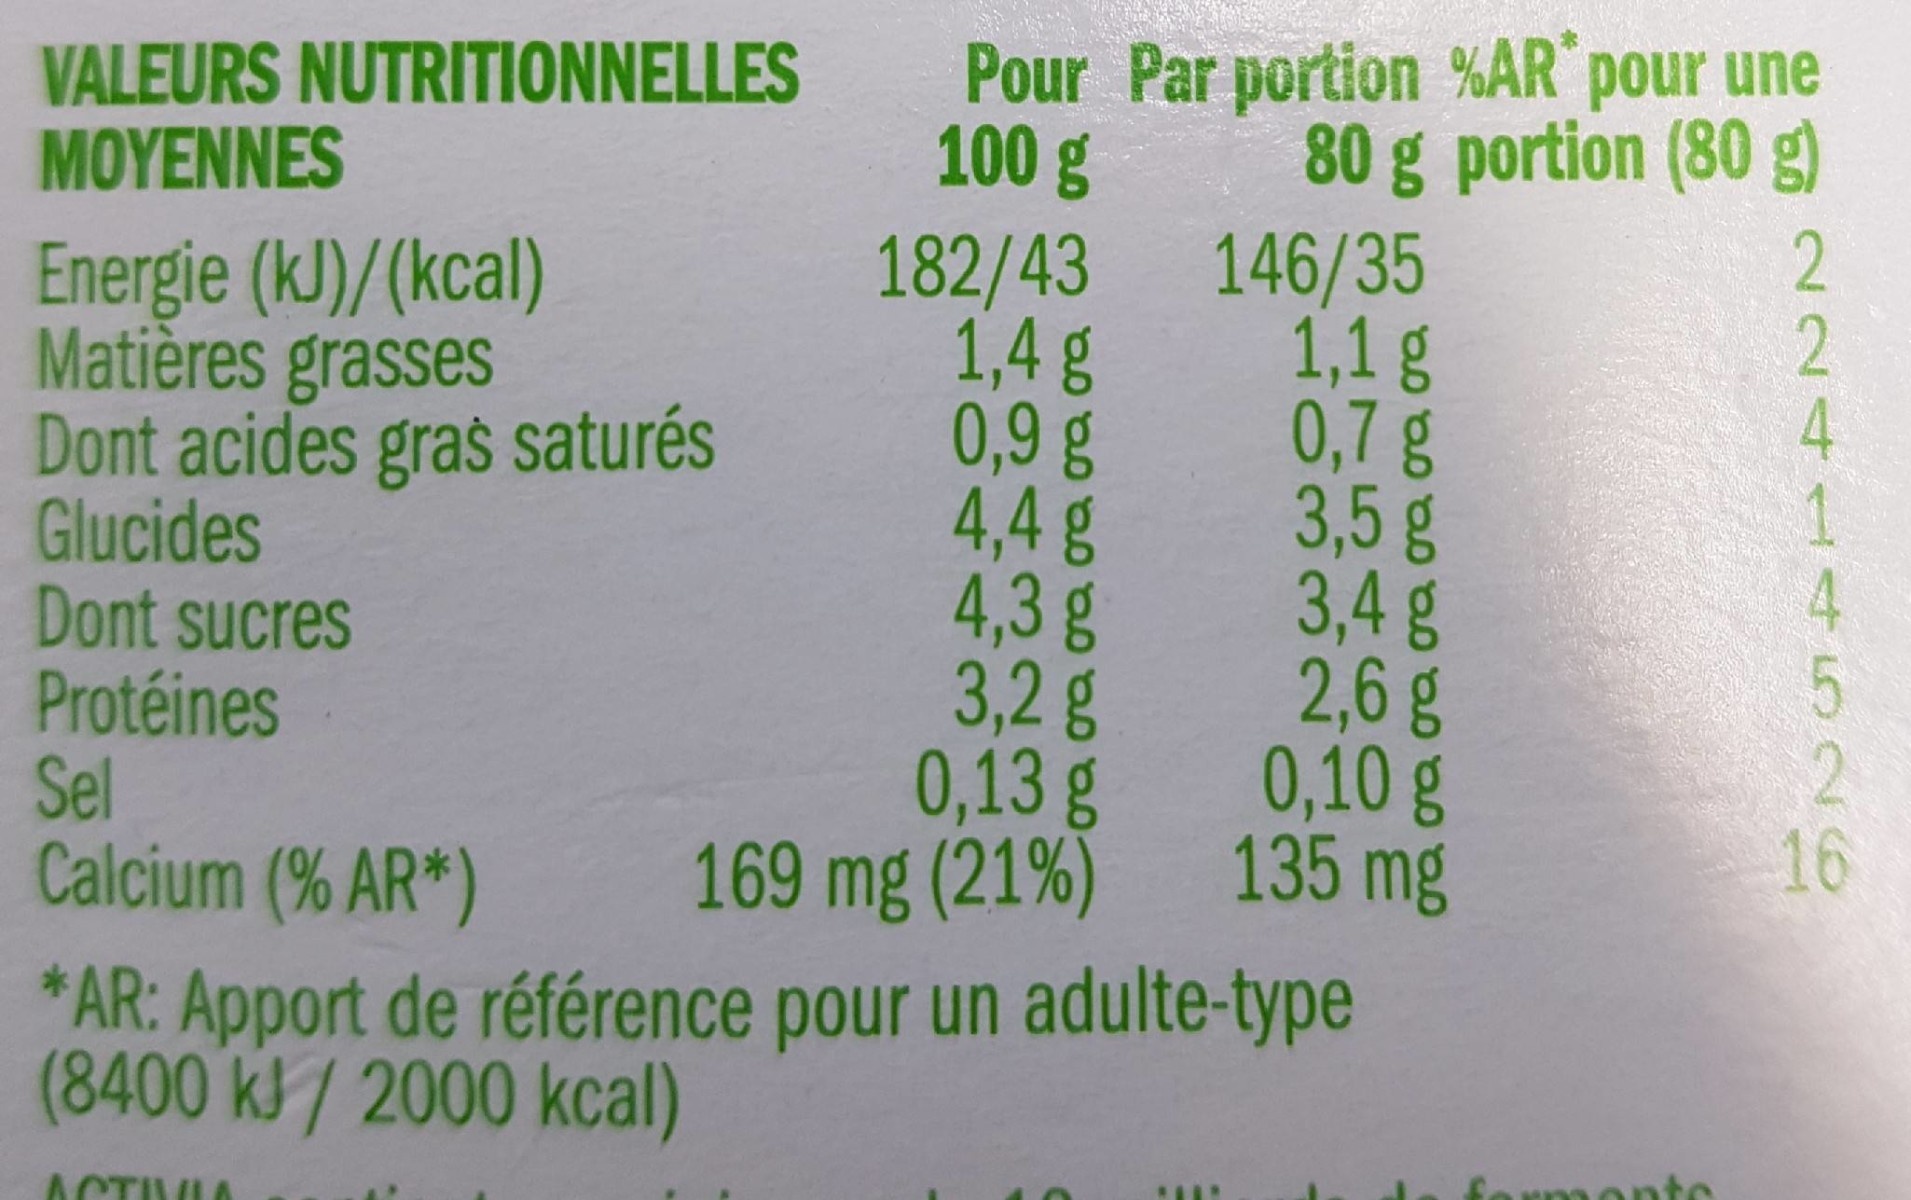 VALEURS NUTRITIONNELLES Pour Par portion %AR* pour une
MOYENNES 100 g 80 g portion (80 g)
Energie (kJ)/(kcal) 182/43 146/35 2
Matières grasses 1,4 g 1,1 g 2
Dont acides gras saturés 0,9 g 0,7 g 4
Glucides 4,4 g 3,5 g 1
Dont sucres 4,3 g 3,4 g 4
Protéines 3,2 g 2,6 g 5
Sel 0,13 g 0,10 g 2
Calcium (% AR*) 169 mg (21%) 135 mg 16
*AR: Apport de référence pour un adulte-type
(8400 kJ / 2000 kcal)
ACTIVIA de ferments